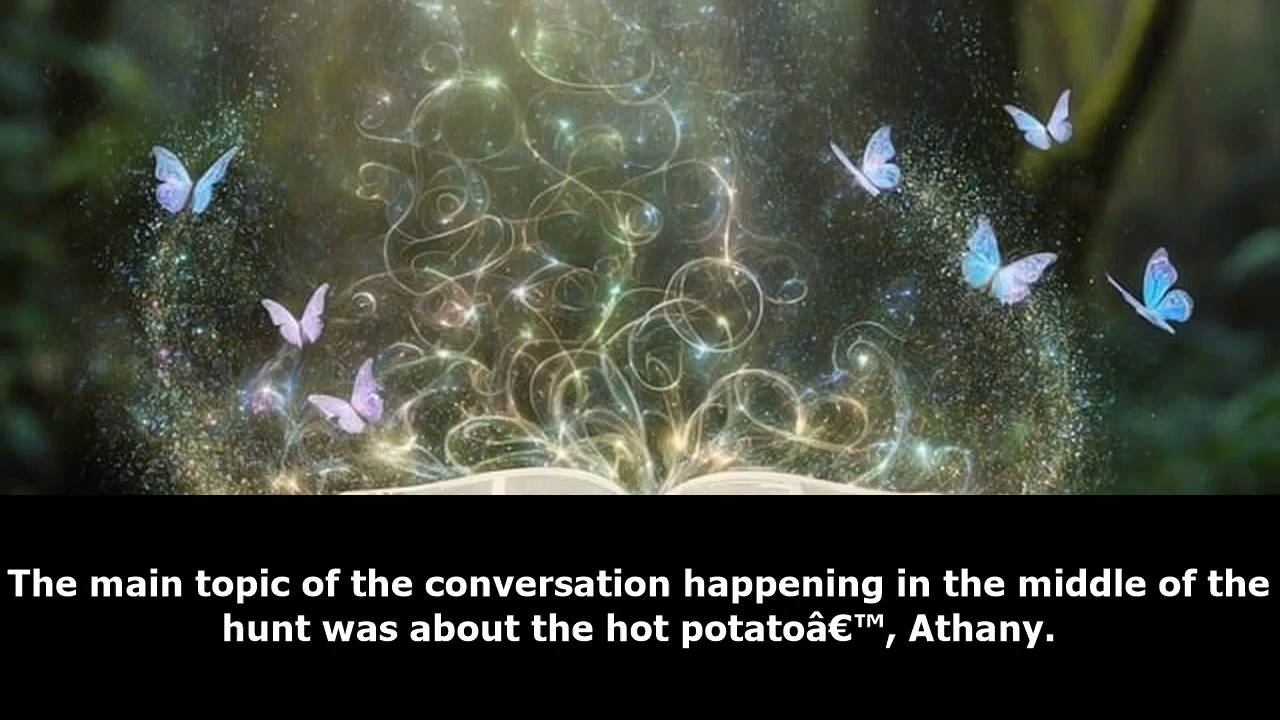 The main topic of the conversation happening in the middle of the
hunt was about the hot potatoâ€™, Athany.